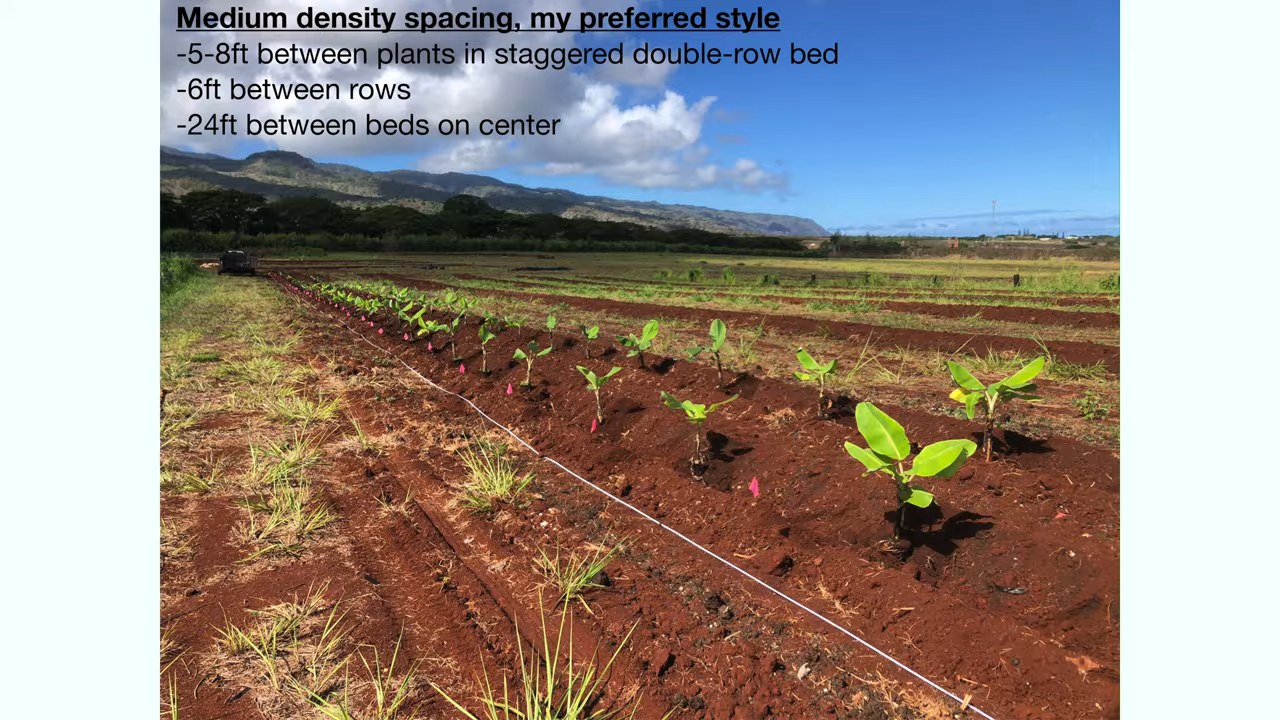 Medium density spacing, my preferred style
-5-8ft between plants in staggered double-row bed
-6ft between rows
-24ft between beds on center